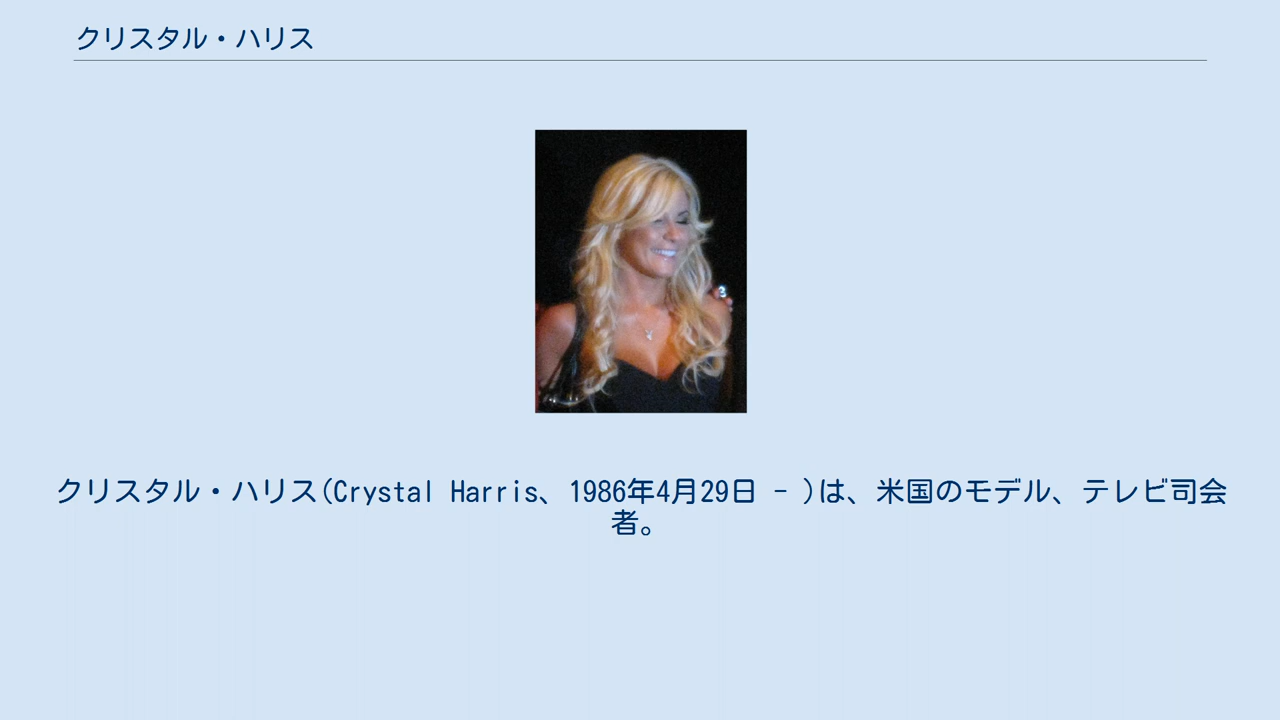 クリスタル・ハリス
クリスタル・ハリス(Crystal Harris、1986年4月29日 - )は、米国のモデル、テレビ司会
者。